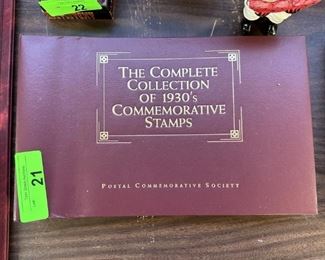 22
THE COMPLETE
COLLECTION
OF 1930's
COMMEMORATIVE
STAMPS
POSTAL COMMEMORATIVE SOCIETY
21